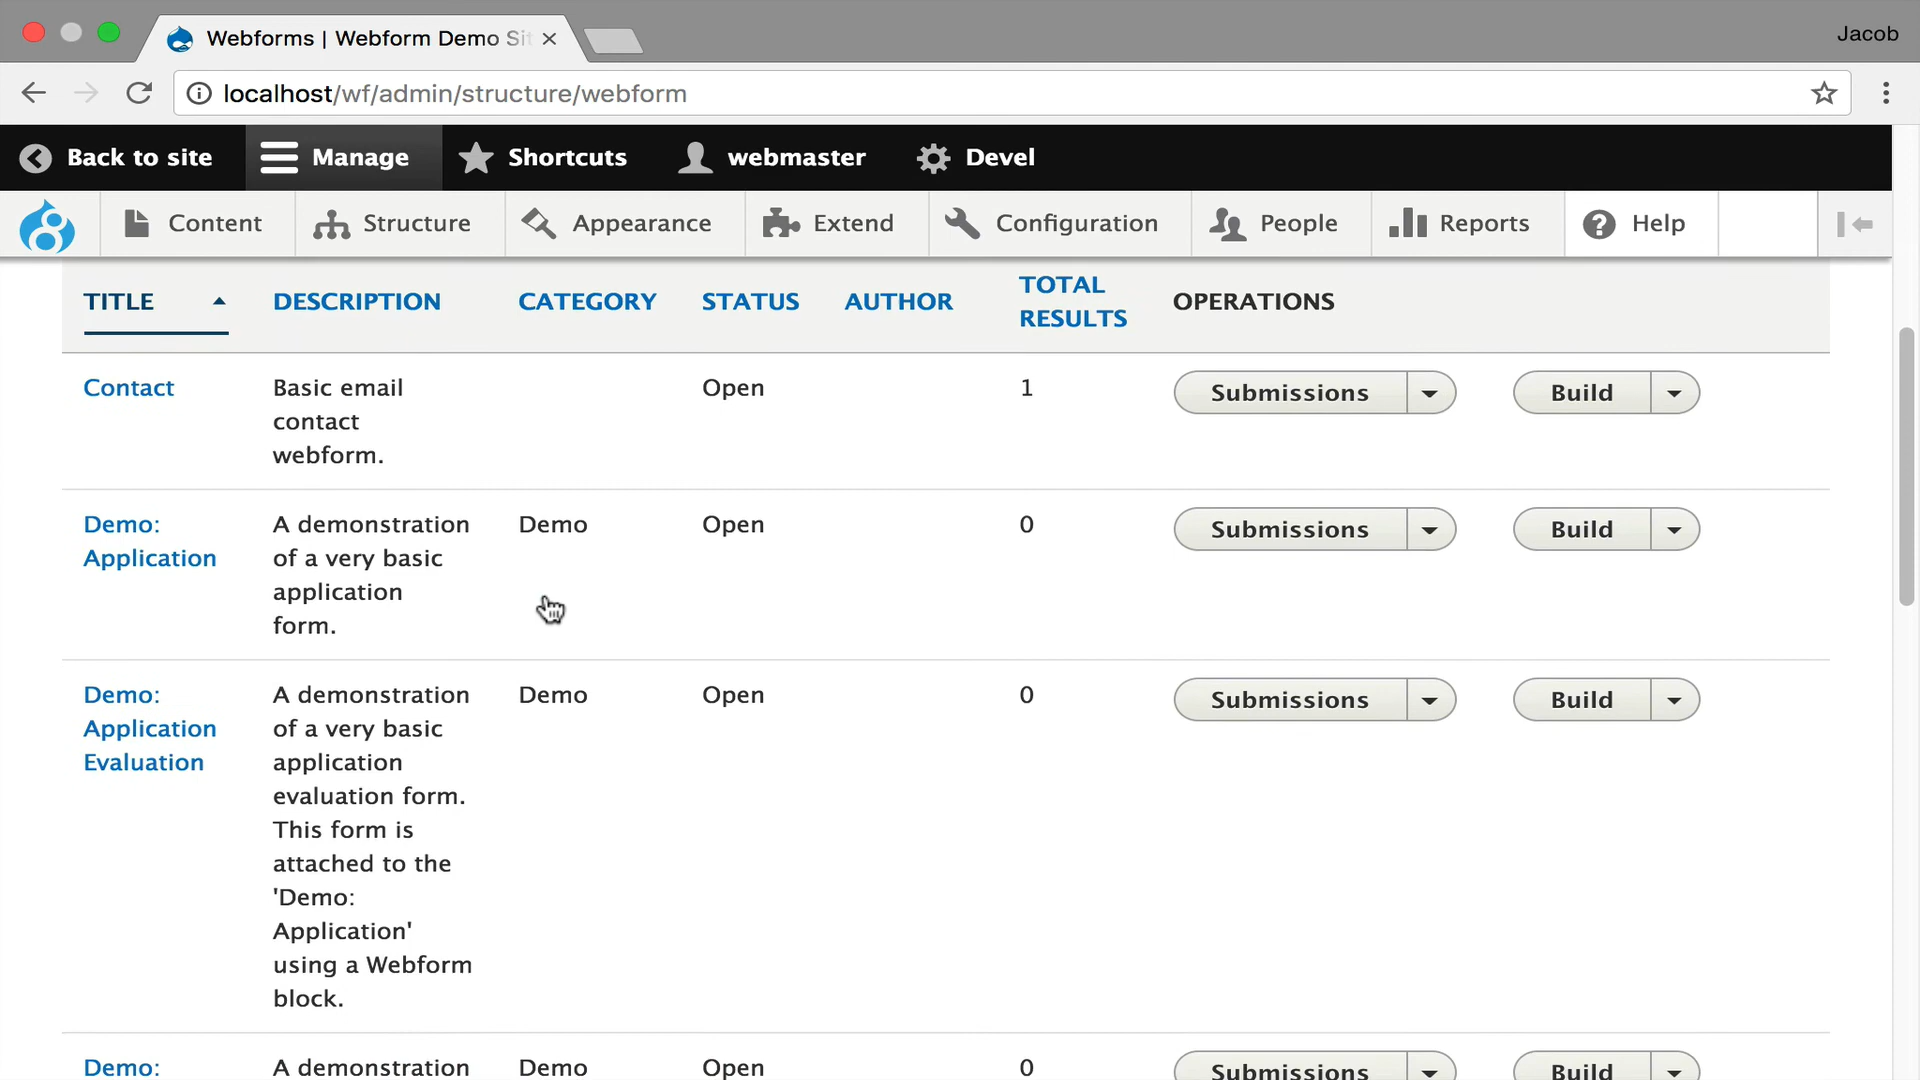 Webforms | Webform Demo Sit
Jacob
localhost/wf/admin/structure/webform
Back to site
Manage
Shortcuts
webmaster
Devel
Content
Structure
Appearance
Extend
Configuration
People
Reports
Help
TITLE
DESCRIPTION
CATEGORY
STATUS
AUTHOR
TOTAL
RESULTS
OPERATIONS
Contact
Basic email
contact
webform.
Open
1
Submissions
Build
Demo:
Application
A demonstration
of a very basic
application
form.
Demo
Open
0
Submissions
Build
Demo:
Application
Evaluation
A demonstration
of a very basic
application
evaluation form.
This form is
attached to the
'Demo:
Application'
using a Webform
block.
Demo
Open
0
Submissions
Build
Demo:
A demonstration
Demo
Open
0
Submissions
Build